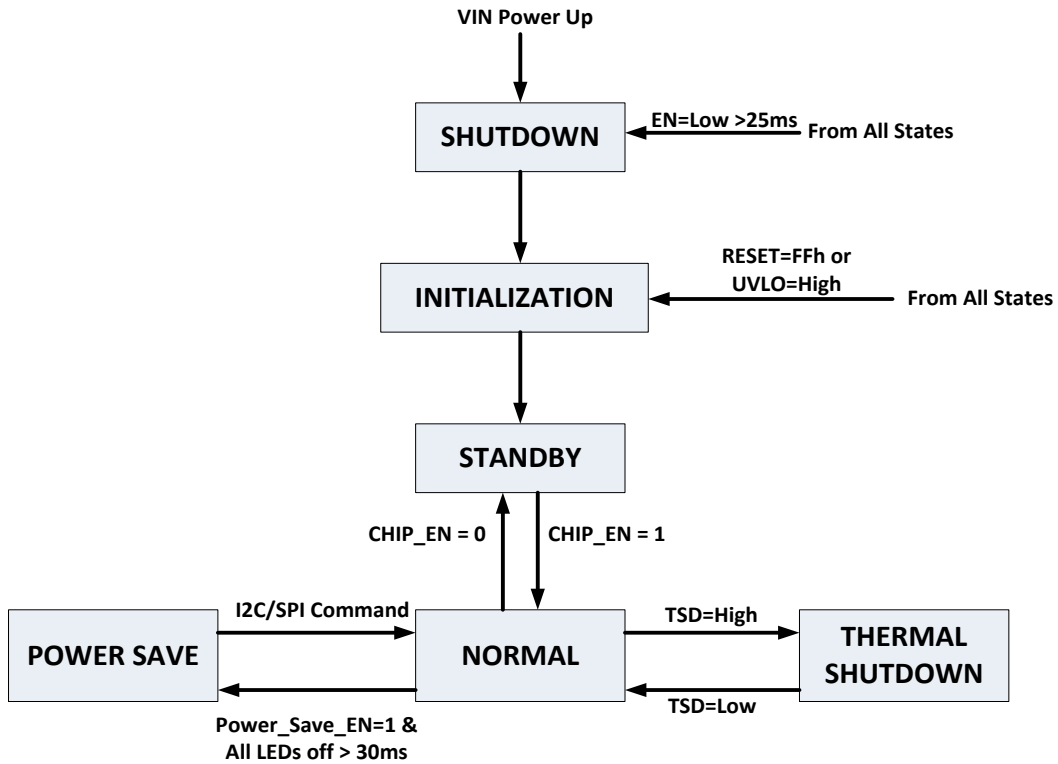 VIN Power Up
SHUTDOWN
EN=Low >25ms
From All States
INITIALIZATION
RESET=FFh or
UVLO=High
From All States
STANDBY
CHIP_EN = 0
CHIP_EN = 1
POWER SAVE
I2C/SPI Command
NORMAL
TSD=High
THERMAL
SHUTDOWN
Power_Save_EN=1 &
All LEDs off > 30ms
TSD=Low